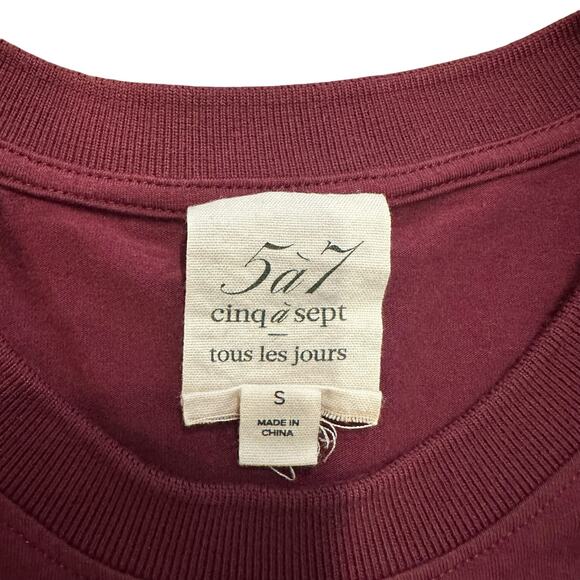 5à7
cinq à sept
tous les jours
S
MADE IN
CHINA